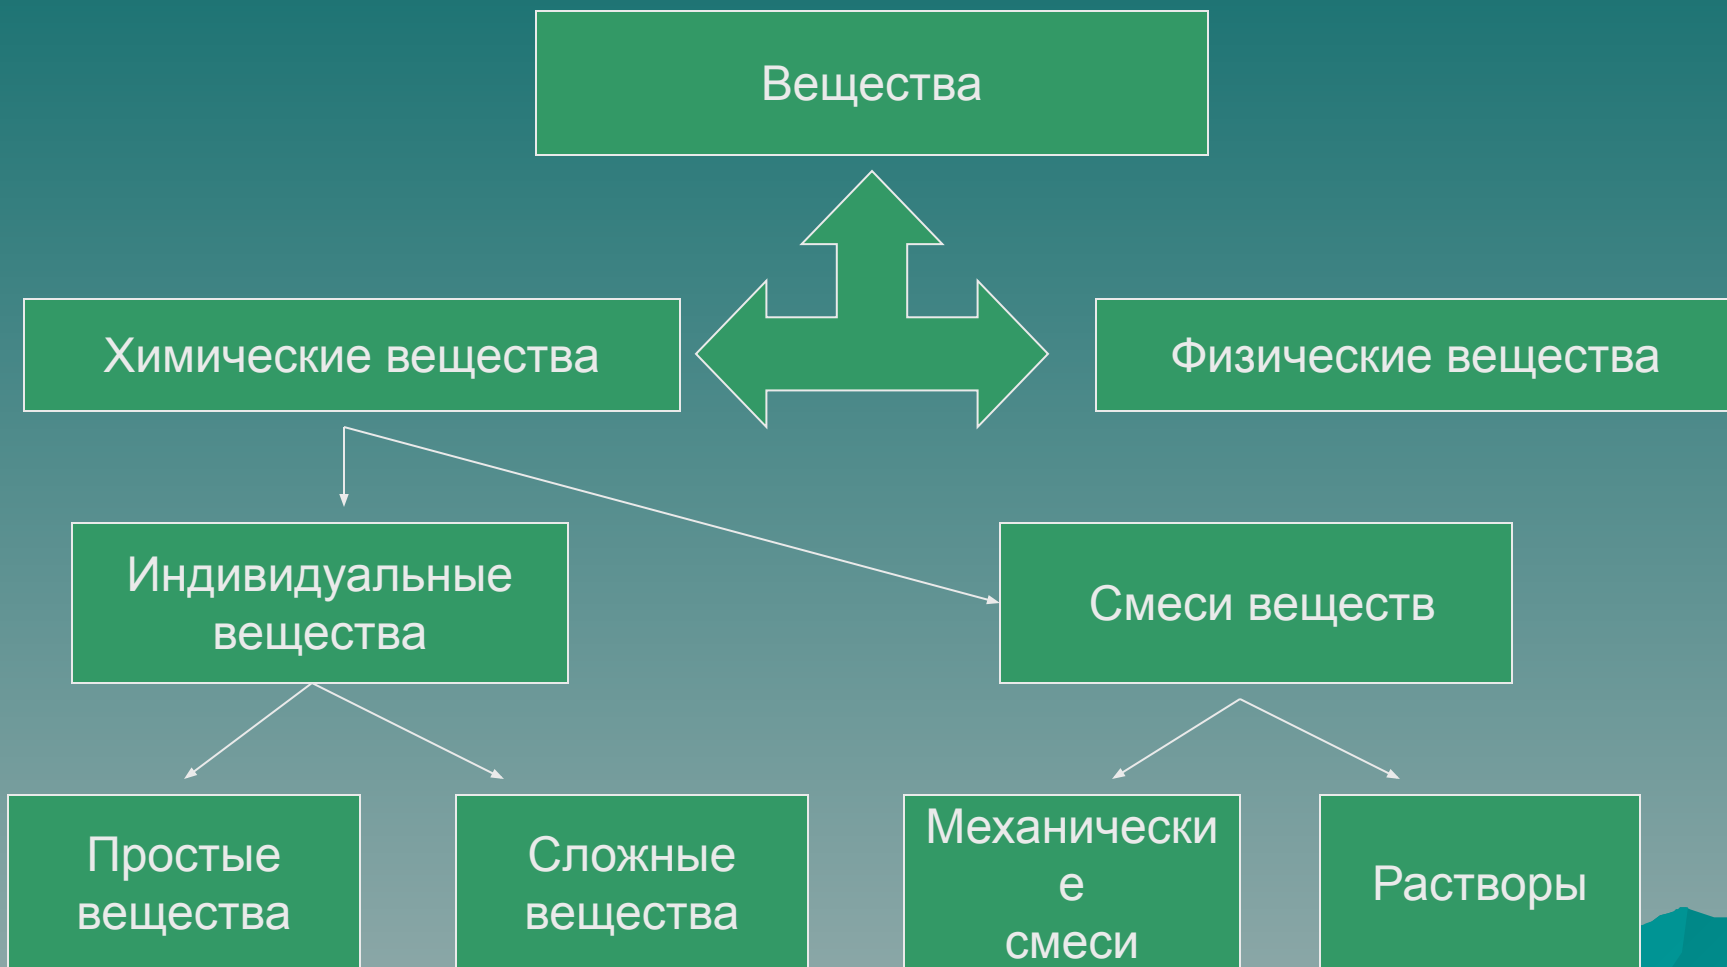 Вещества
Химические вещества
Физические вещества
Индивидуальные
вещества
Смеси веществ
Простые
вещества
Сложные
вещества
Механически
е
смеси
Растворы